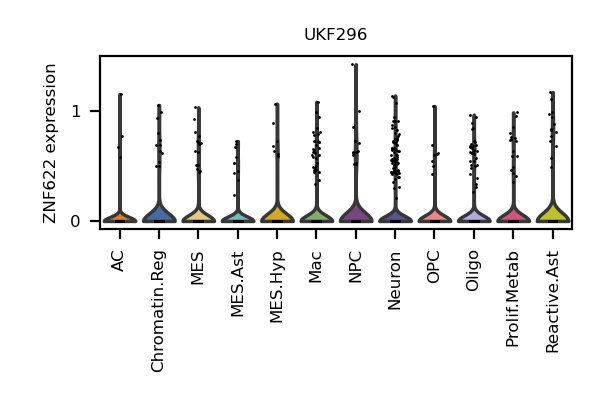 UKF296
ZNF622 expression
1
0
AC
Chromatin.Reg
MES
MES.Ast
MES.Hyp
Mac
NPC
Neuron
OPC
Oligo
Prolif.Metab
Reactive.Ast